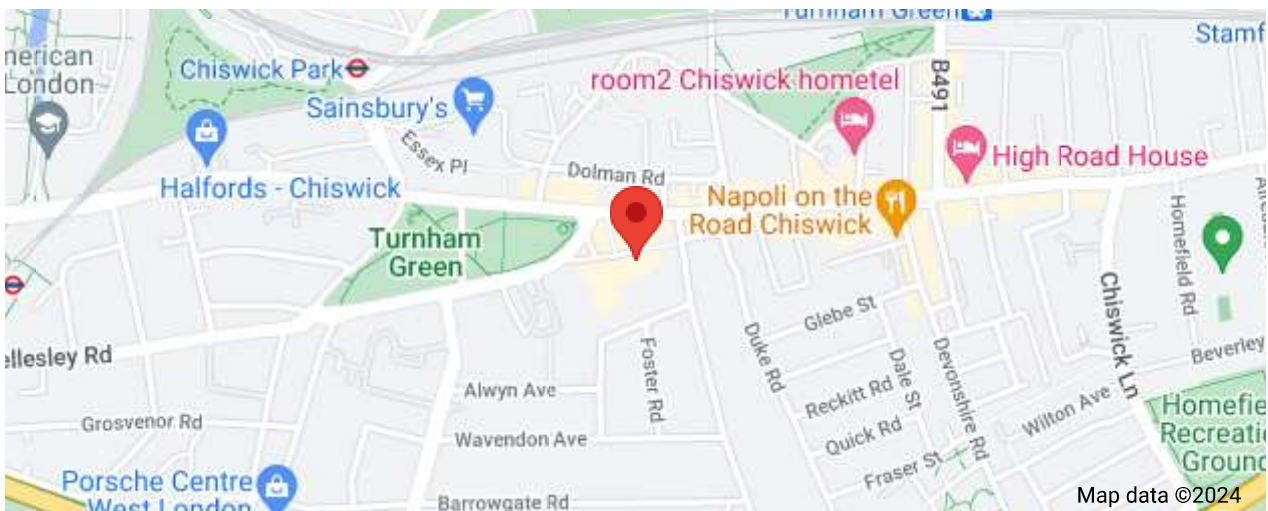 Turnham Green
Stamf
merican
London
Chiswick Park
B491
room2 Chiswick hometel
Sainsbury's
Essex Pl
High Road House
Halfords - Chiswick
Dolman Rd
Napoli on the
Road Chiswick
Homefield Rd
Turnham
Green
Chiswick Ln
Glebe St
ellesley Rd
Foster Rd
Duke Rd
Dale St
Devonshire Rd
Beverley
Alwyn Ave
Reckitt Rd
Wilton Ave
Homefie
Recreatio
Ground
Grosvenor Rd
Wavendon Ave
Quick Rd
Fraser St
Porsche Centre
West London
Barrowgate Rd
Map data ©2024